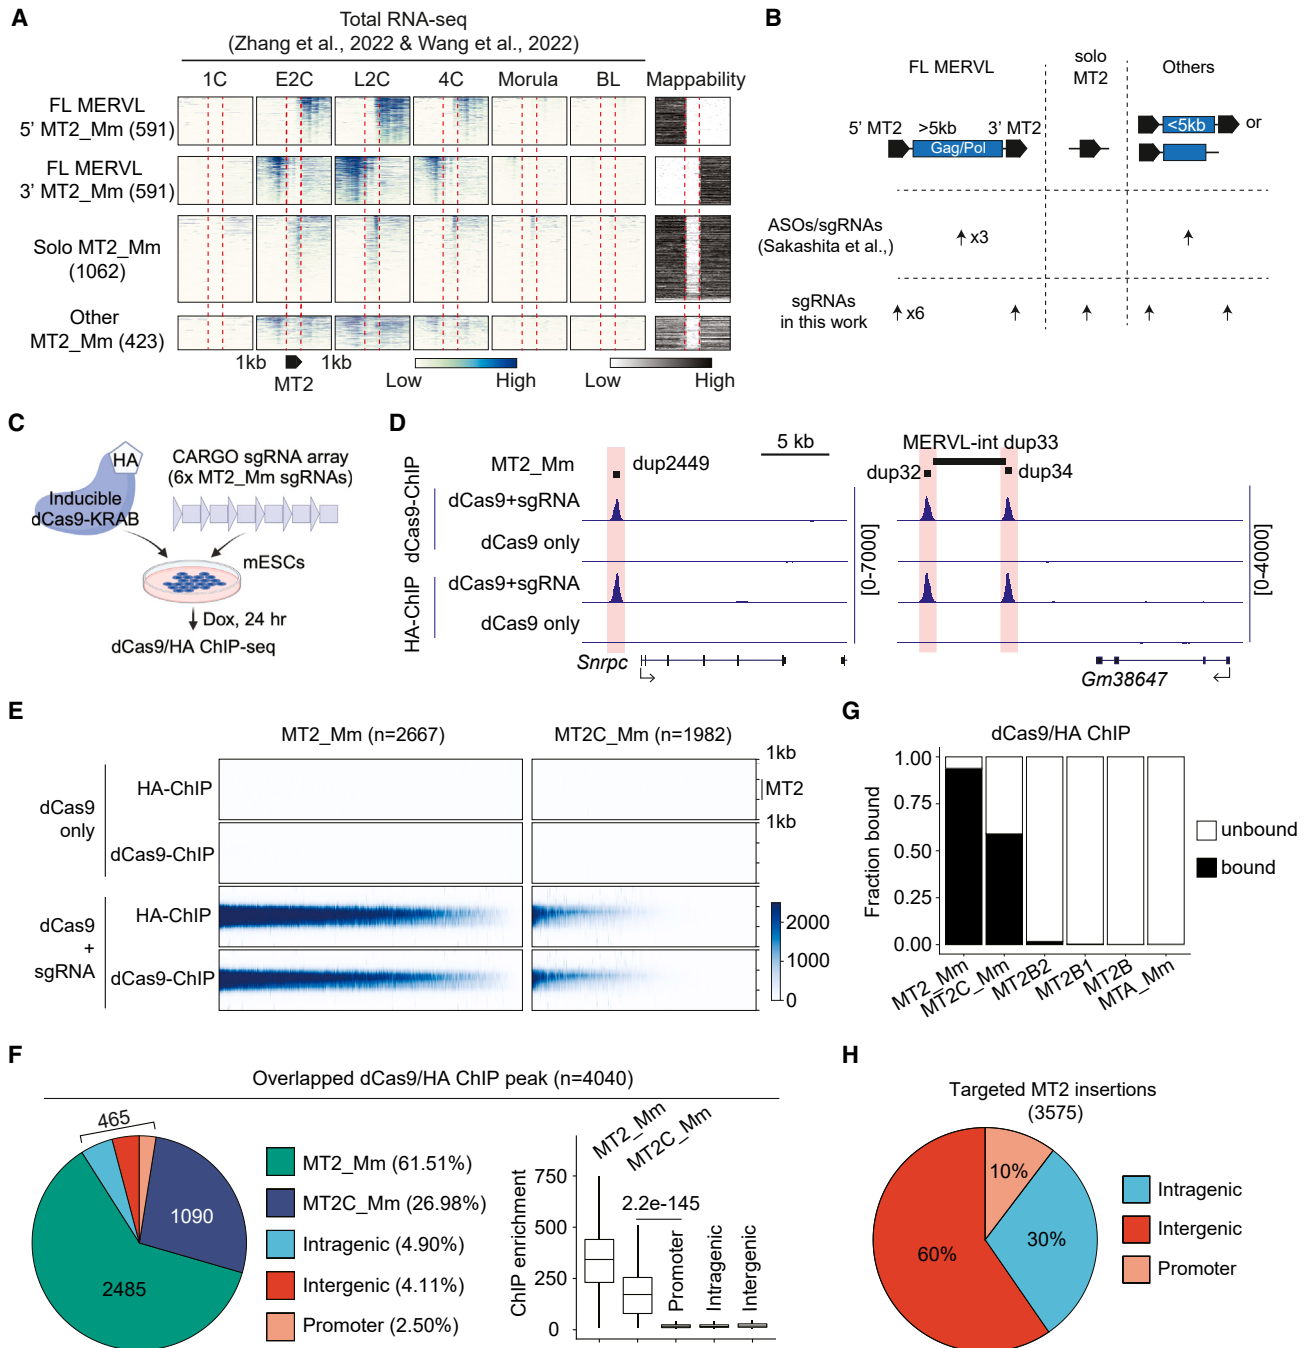 A
Total RNA-seq
(Zhang et al., 2022 & Wang et al., 2022)
1C E2C L2C 4C Morula BL Mappability
FL MERVL
5' MT2_Mm (591)
FL MERVL
3' MT2_Mm (591)
Solo MT2_Mm
(1062)
Other
MT2_Mm (423)
1kb 1kb
MT2
Low High
Low High
B
FL MERVL
solo
MT2
Others
5' MT2 >5kb 3' MT2
Gag/Pol
<5kb or
ASOs/sgRNAs
(Sakashita et al.,)
x3
sgRNAs
in this work
x6
C
HA
Inducible
dCas9-KRAB
CARGO sgRNA array
(6x MT2_Mm sgRNAs)
mESCs
Dox, 24 hr
dCas9/HA ChIP-seq
D
5 kb
MERVL-int dup33
MT2_Mm
dup2449
dup32
dup34
dCas9-ChIP
dCas9+sgRNA
dCas9 only
HA-ChIP
dCas9+sgRNA
dCas9 only
[0-7000]
[0-4000]
Snrpc
Gm38647
E
MT2_Mm (n=2667)
MT2C_Mm (n=1982)
1kb
MT2
1kb
dCas9
only
HA-ChIP
dCas9-ChIP
dCas9
+
sgRNA
HA-ChIP
dCas9-ChIP
2000
1000
0
G
dCas9/HA ChIP
Fraction bound
1.00
0.75
0.50
0.25
0.00
unbound
bound
MT2_Mm
MT2C_Mm
MT2B2
MT2B1
MT2B
MTA_Mm
F
Overlapped dCas9/HA ChIP peak (n=4040)
465
1090
2485
MT2_Mm (61.51%)
MT2C_Mm (26.98%)
Intragenic (4.90%)
Intergenic (4.11%)
Promoter (2.50%)
ChIP enrichment
750
500
250
0
MT2_Mm
MT2C_Mm
2.2e-145
Promoter
Intragenic
Intergenic
H
Targeted MT2 insertions
(3575)
10%
30%
60%
Intragenic
Intergenic
Promoter